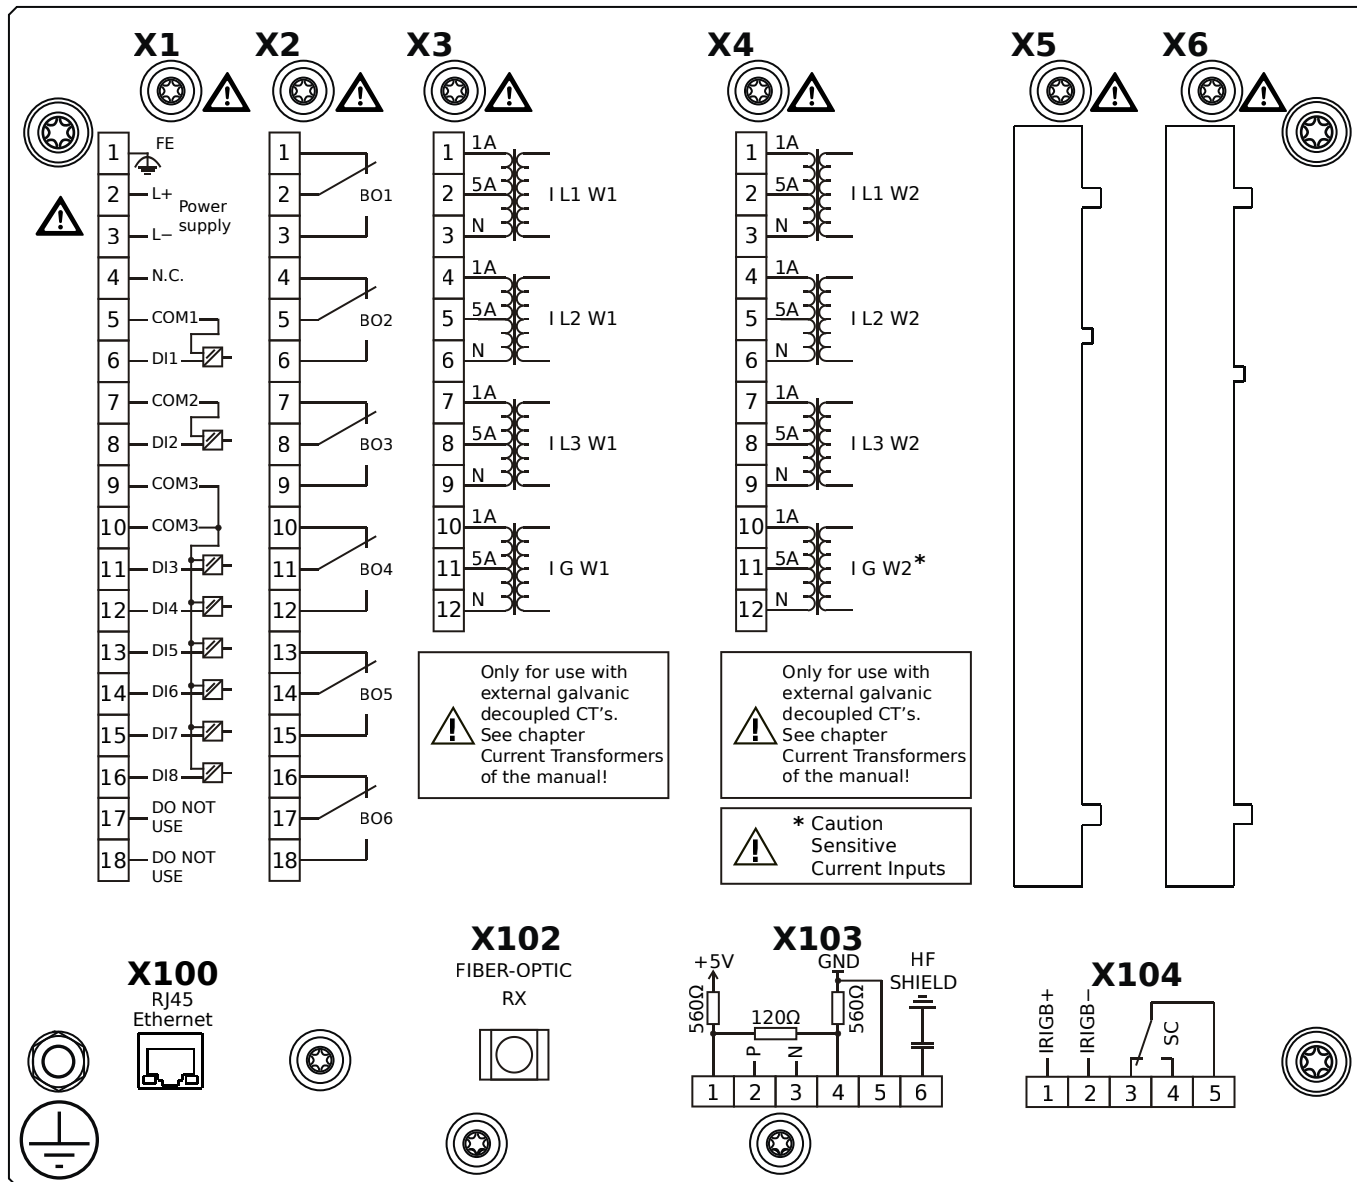 X1
X2
X3
X4
X5
X6
1 FE
2 L+
Power
supply
3 L−
4 N.C.
5 COM1
6 DI1
7 COM2
8 DI2
9 COM3
10 COM3
11 DI3
12 DI4
13 DI5
14 DI6
15 DI7
16 DI8
17 DO NOT
USE
18 DO NOT
USE
1
2 BO1
3
4
5 BO2
6
7
8 BO3
9
10
11 BO4
12
13
14 BO5
15
16
17 BO6
18
1 1A
2 5A I L1 W1
3 N
4 1A
5 5A I L2 W1
6 N
7 1A
8 5A I L3 W1
9 N
10 1A
11 5A I G W1
12 N
Only for use with
external galvanic
decoupled CT's.
See chapter
Current Transformers
of the manual!
1 1A
2 5A I L1 W2
3 N
4 1A
5 5A I L2 W2
6 N
7 1A
8 5A I L3 W2
9 N
10 1A
11 5A I G W2*
12 N
Only for use with
external galvanic
decoupled CT's.
See chapter
Current Transformers
of the manual!
* Caution
Sensitive
Current Inputs
X100
RJ45
Ethernet
X102
FIBER-OPTIC
RX
X103
+5V
GND
HF
SHIELD
560Ω
120Ω
560Ω
P
N
1 2 3 4 5 6
X104
IRIGB+
IRIGB−
SC
1 2 3 4 5